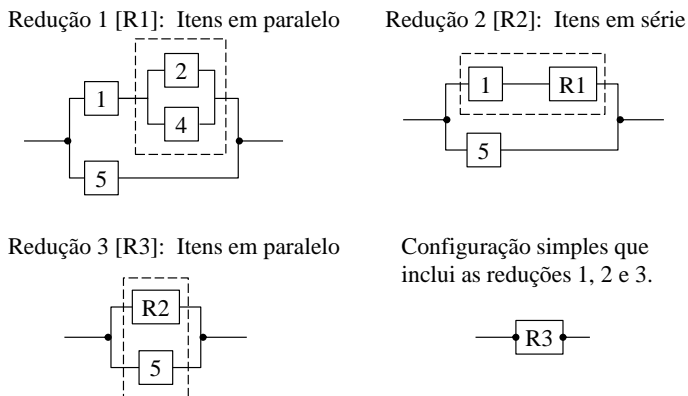 Redução 1 [R1]: Itens em paralelo
2
1
4
5
Redução 2 [R2]: Itens em série
1 R1
5
Redução 3 [R3]: Itens em paralelo
R2
5
Configuração simples que
inclui as reduções 1, 2 e 3.
R3